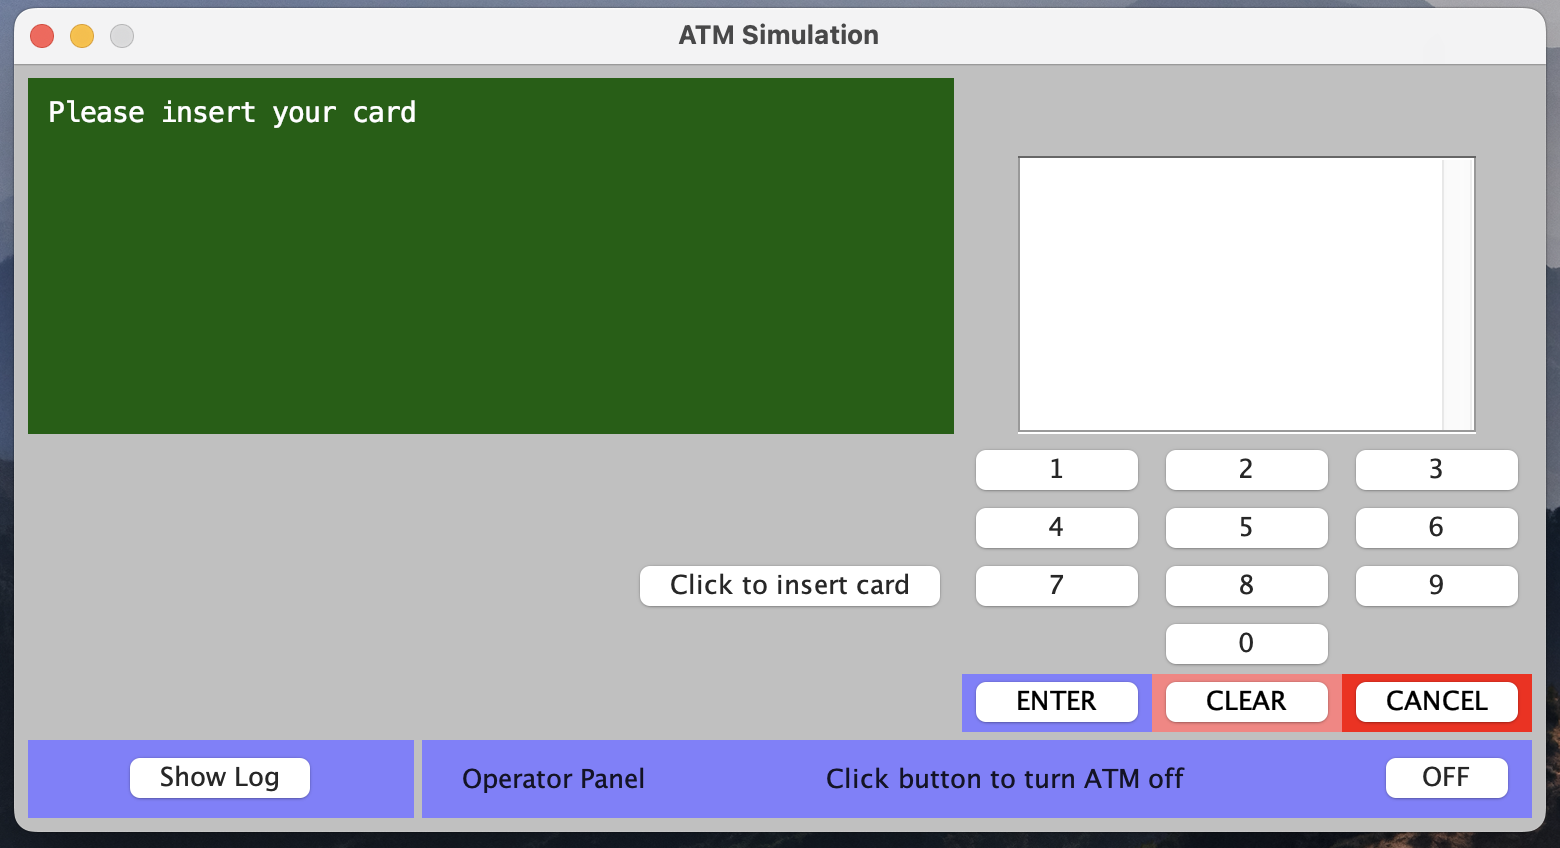 ATM Simulation
Please insert your card
1 2 3
4 5 6
Click to insert card 7 8 9
0
ENTER CLEAR CANCEL
Show Log Operator Panel Click button to turn ATM off OFF